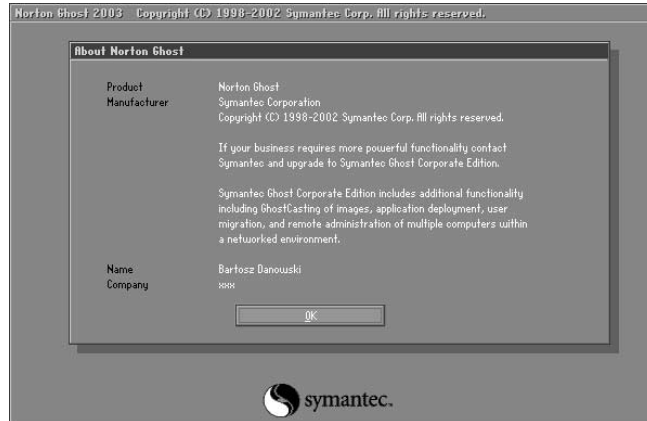 Norton Ghost 2003 Copyright (C) 1998-2002 Symantec Corp. All rights reserved.
About Norton Ghost
Product Norton Ghost
Manufacturer Symantec Corporation
Copyright (C) 1998-2002 Symantec Corp. All rights reserved.
If your business requires more powerful functionality contact
Symantec and upgrade to Symantec Ghost Corporate Edition.
Symantec Ghost Corporate Edition includes additional functionality
including GhostCasting of images, application deployment, user
migration, and remote administration of multiple computers within
a networked environment.
Name Bartosz Danowski
Company xxx
OK
symantec.